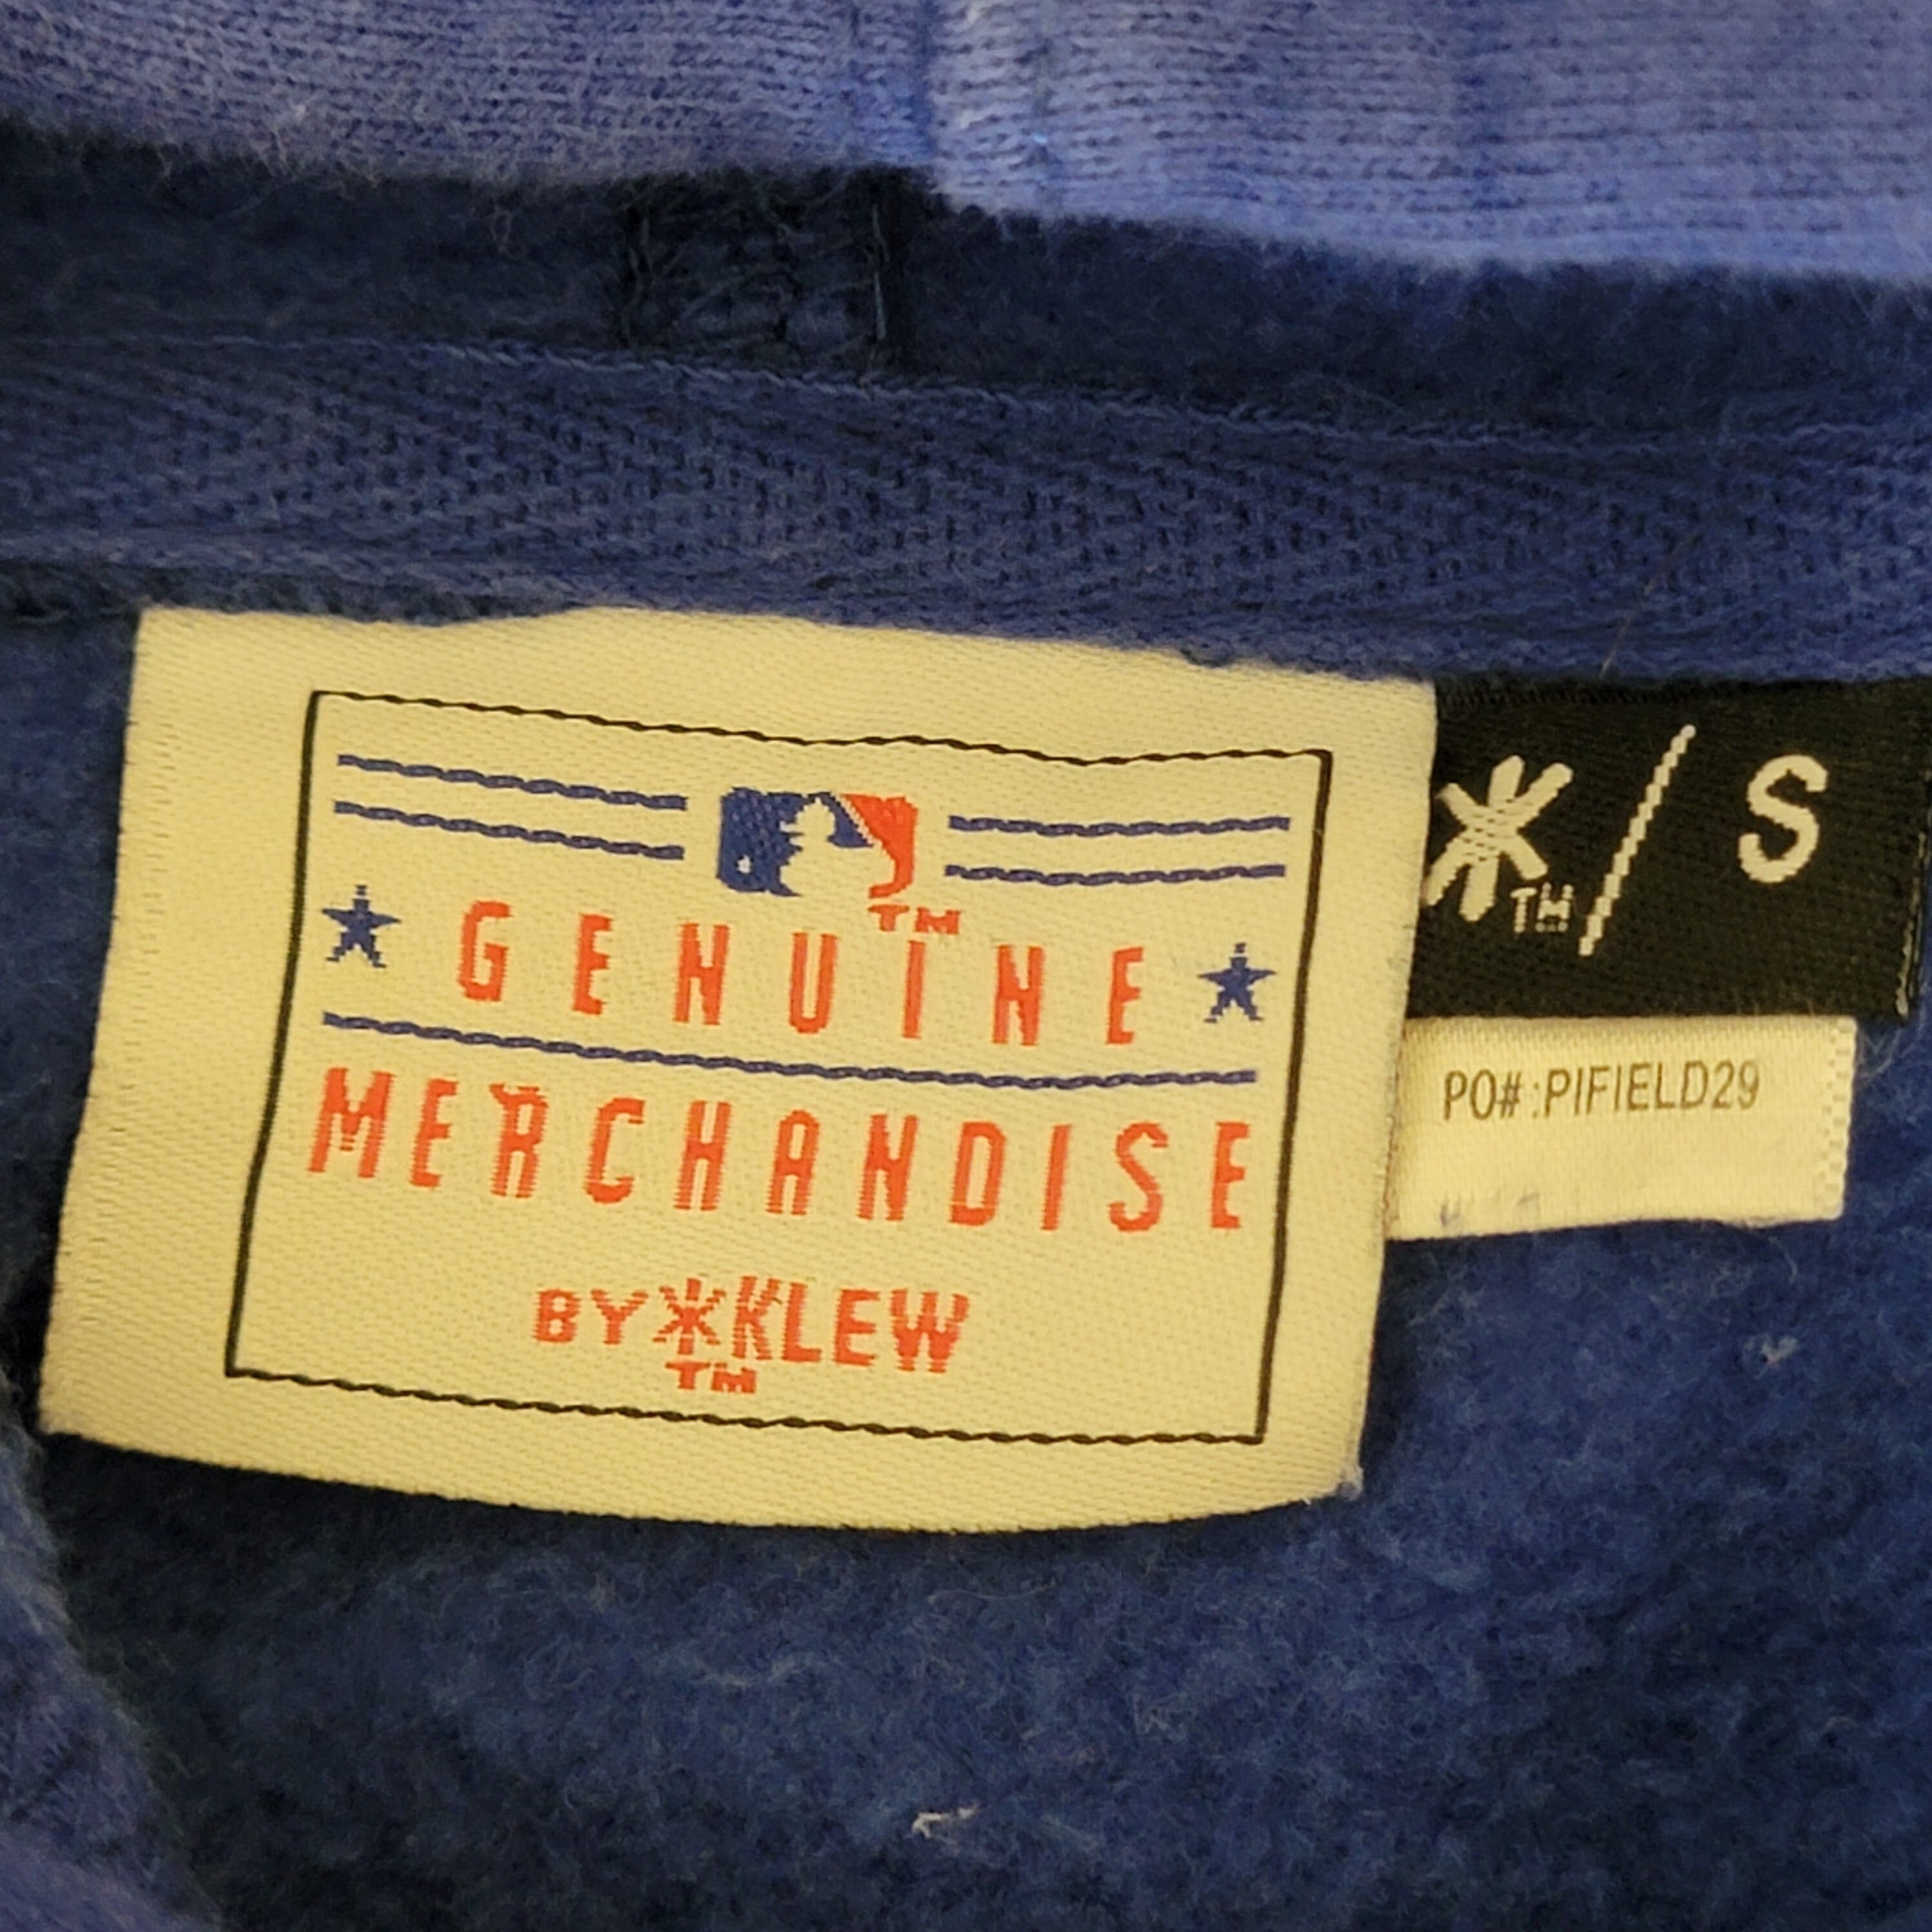 TM
GENUINE
MERCHANDISE
BY KLEW
TM
TM / S
PO# :PIFIELD29